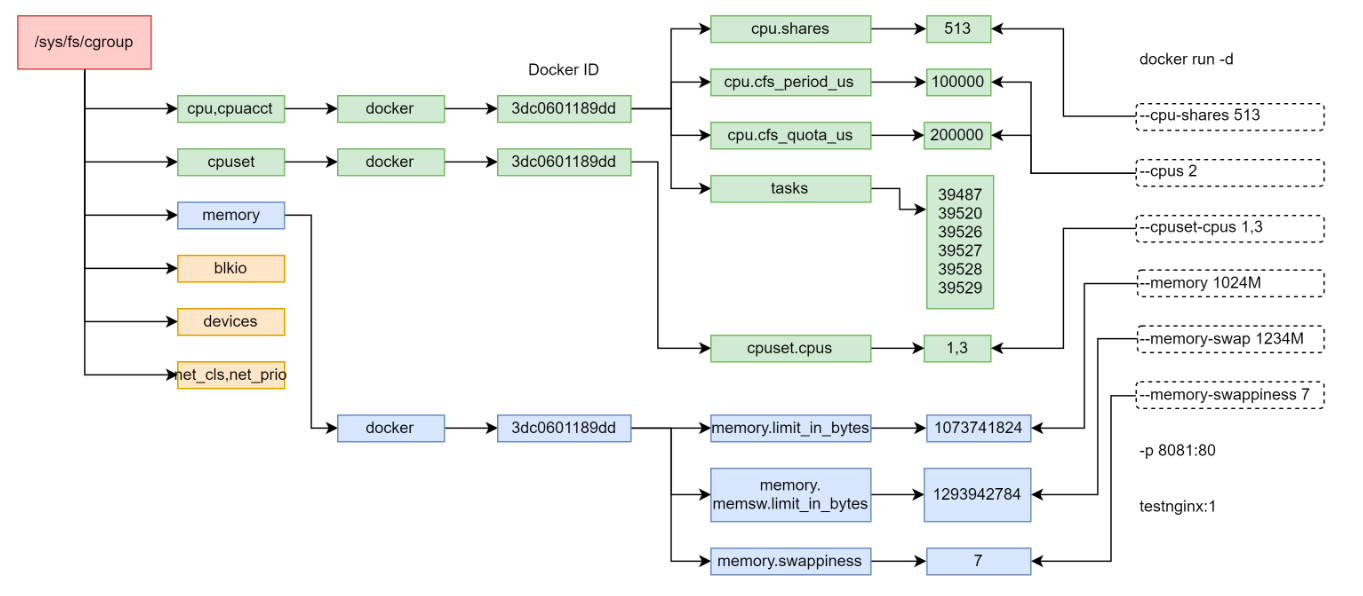 /sys/fs/cgroup
Docker ID
cpu,cpuacct
docker
3dc0601189dd
cpuset
docker
3dc0601189dd
memory
blkio
devices
net_cls,net_prio
docker
3dc0601189dd
cpu.shares
513
cpu.cfs_period_us
100000
cpu.cfs_quota_us
200000
tasks
39487
39520
39526
39527
39528
39529
cpuset.cpus
1,3
memory.limit_in_bytes
1073741824
memory.
memsw.limit_in_bytes
1293942784
memory.swappiness
7
docker run -d
--cpu-shares 513
--cpus 2
--cpuset-cpus 1,3
--memory 1024M
--memory-swap 1234M
--memory-swappiness 7
-p 8081:80
testnginx:1